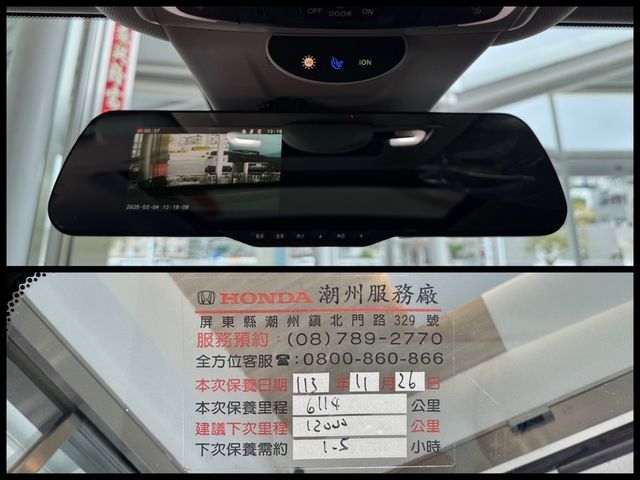 OFF DOOR ON
ION
00:37
13:19
2025-03-04 13:19:08
HONDA 潮州服務廠
屏東縣潮州鎮北門路329號
服務預約：(08)789-2770
全方位客服☎：0800-860-866
本次保養日期 113 年 11 月 26 日
本次保養里程 6114 公里
建議下次里程 12000 公里
下次保養需約 1.5 小時